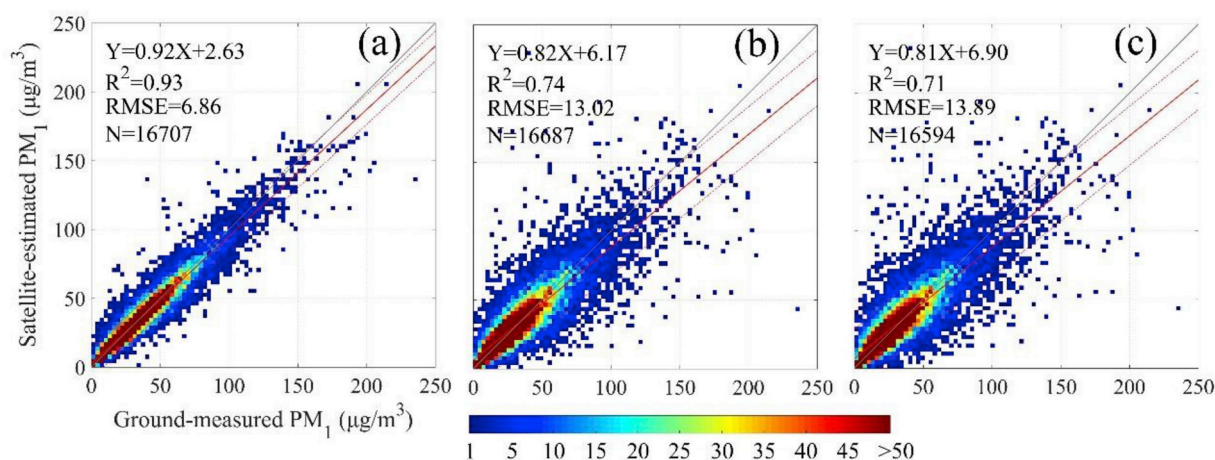 Satellite-estimated PM₁ (μg/m³)
250
200
150
100
50
0
(a)
Y=0.92X+2.63
R²=0.93
RMSE=6.86
N=16707
0 50 100 150 200 250
Ground-measured PM₁ (μg/m³)
(b)
Y=0.82X+6.17
R²=0.74
RMSE=13.02
N=16687
0 50 100 150 200 250
(c)
Y=0.81X+6.90
R²=0.71
RMSE=13.89
N=16594
0 50 100 150 200 250
1 5 10 15 20 25 30 35 40 45 >50